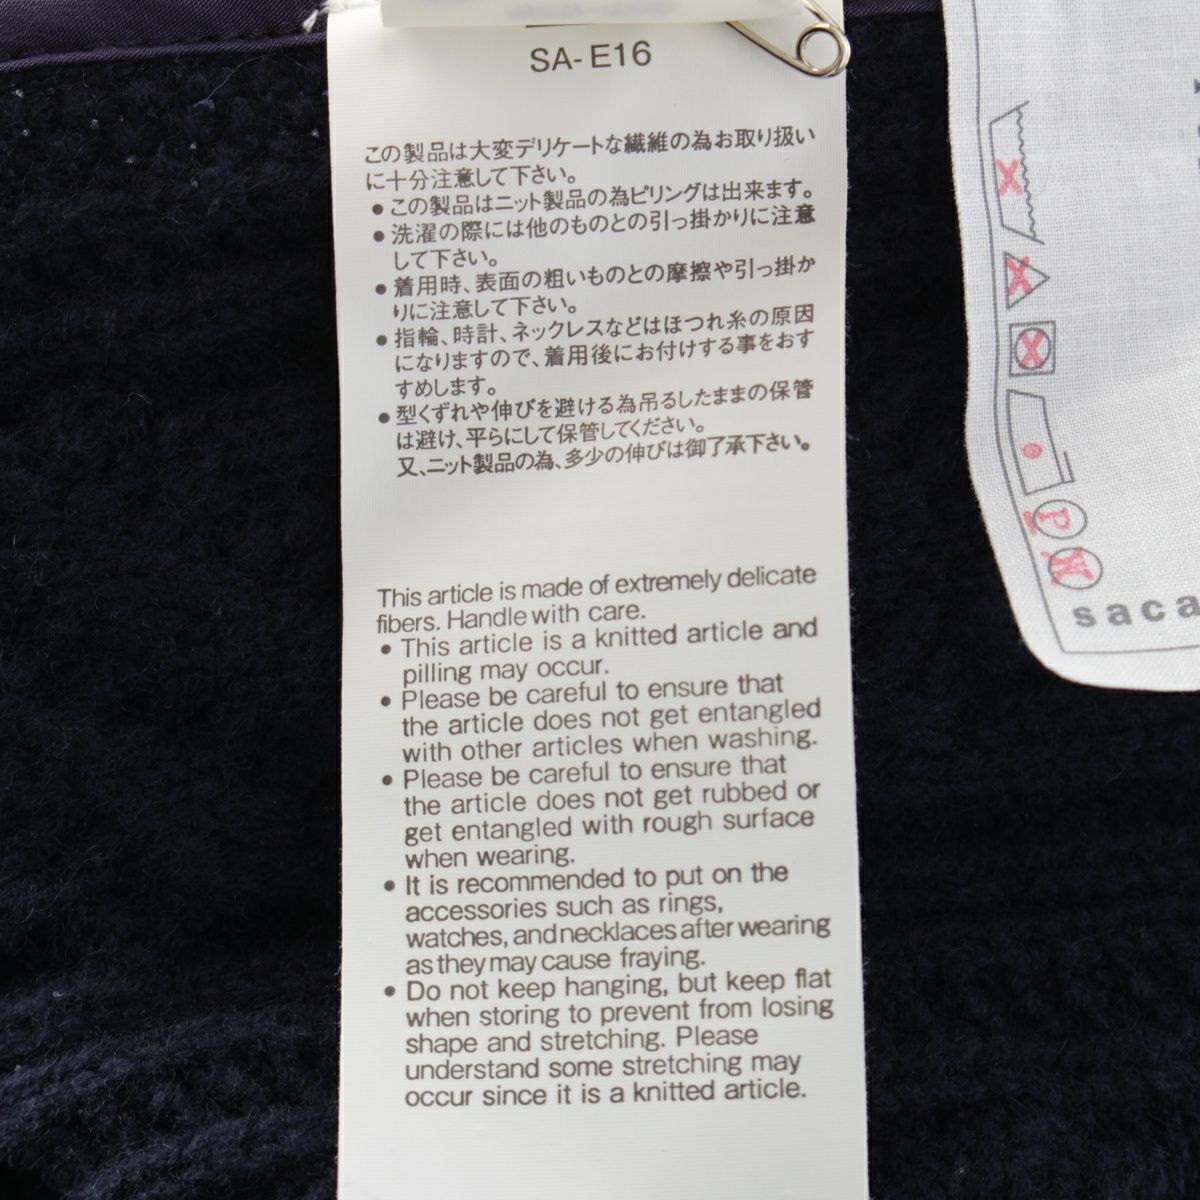 SA-E16
この製品は大変デリケートな繊維の為お取り扱い
に十分注意して下さい。
● この製品はニット製品の為ピリングは出来ます。
● 洗濯の際には他のものとの引っ掛かりに注意
して下さい。
● 着用時、表面の粗いものとの摩擦や引っ掛か
りに注意して下さい。
● 指輪、時計、ネックレスなどはほつれ糸の原因
になりますので、着用後にお付けする事をおす
すめします。
● 型くずれや伸びを避ける為吊るしたままの保管
は避け、平らにして保管してください。
又、ニット製品の為、多少の伸びは御了承下さい。
This article is made of extremely delicate
fibers. Handle with care.
● This article is a knitted article and
pilling may occur.
● Please be careful to ensure that
the article does not get entangled
with other articles when washing.
● Please be careful to ensure that
the article does not get rubbed or
get entangled with rough surface
when wearing.
● It is recommended to put on the
accessories such as rings,
watches, and necklaces after wearing
as they may cause fraying.
● Do not keep hanging, but keep flat
when storing to prevent from losing
shape and stretching. Please
understand some stretching may
occur since it is a knitted article.
P
W
saca